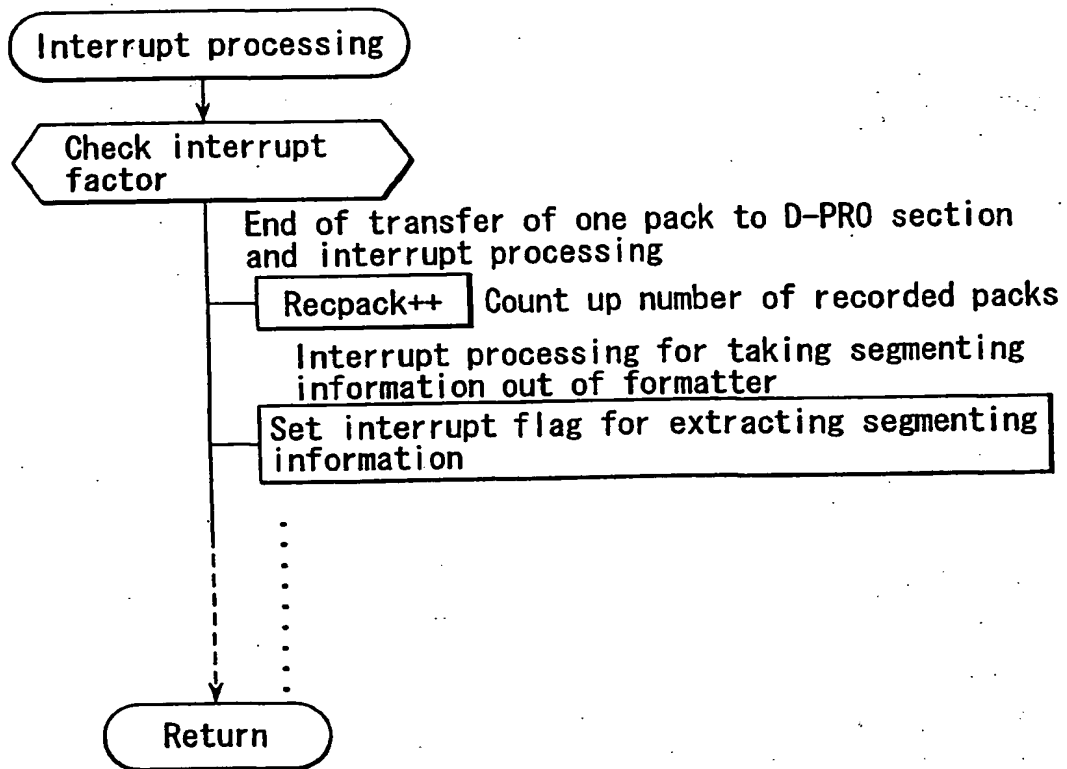 Interrupt processing
Check interrupt
factor
End of transfer of one pack to D-PRO section
and interrupt processing
Recpack++
Count up number of recorded packs
Interrupt processing for taking segmenting
information out of formatter
Set interrupt flag for extracting segmenting
information
Return